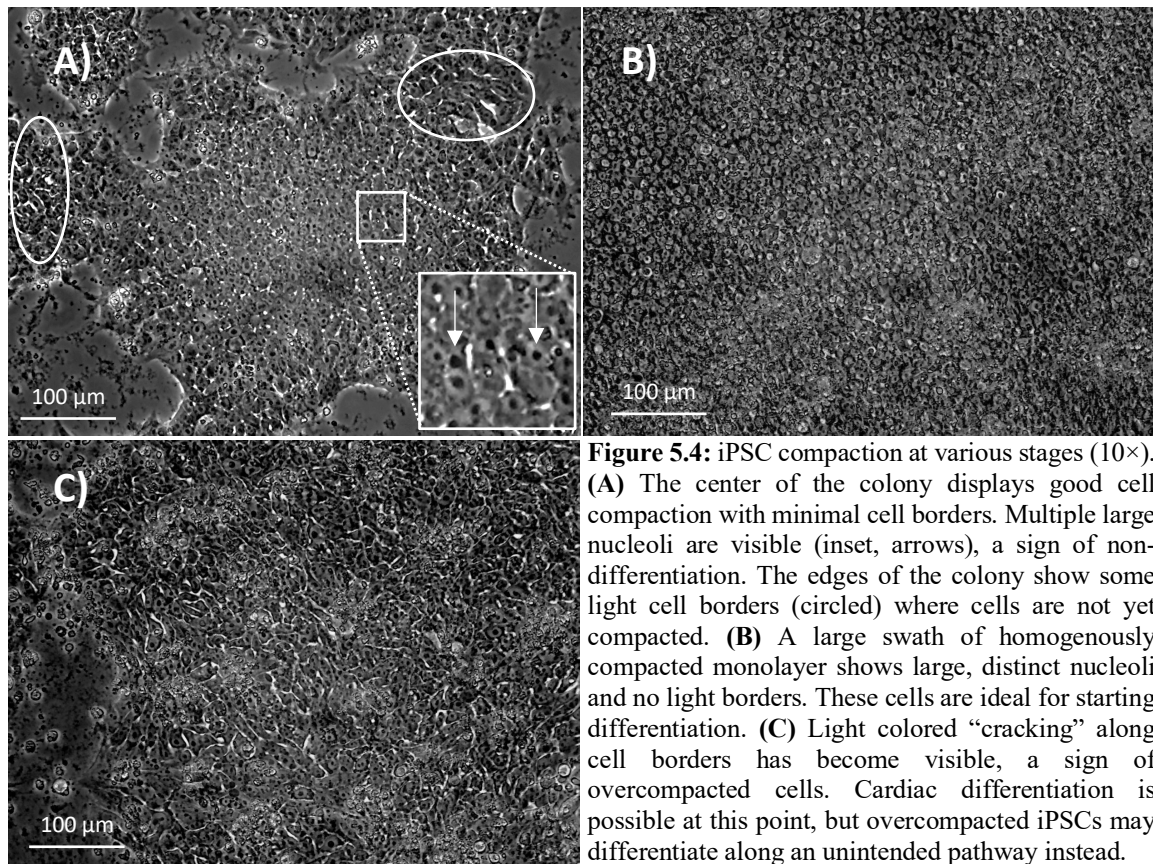 A)
100 µm
B)
100 µm
C)
100 µm
Figure 5.4: iPSC compaction at various stages (10×).
(A) The center of the colony displays good cell
compaction with minimal cell borders. Multiple large
nucleoli are visible (inset, arrows), a sign of non-
differentiation. The edges of the colony show some
light cell borders (circled) where cells are not yet
compacted. (B) A large swath of homogenously
compacted monolayer shows large, distinct nucleoli
and no light borders. These cells are ideal for starting
differentiation. (C) Light colored “cracking” along
cell borders has become visible, a sign of
overcompacted cells. Cardiac differentiation is
possible at this point, but overcompacted iPSCs may
differentiate along an unintended pathway instead.